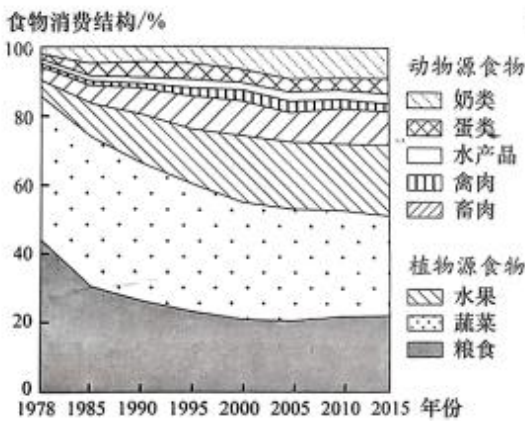 食物消费结构/%
100
80
60
40
20
0
1978 1985 1990 1995 2000 2005 2010 2015 年份
动物源食物
奶类
蛋类
水产品
禽肉
畜肉
植物源食物
水果
蔬菜
粮食